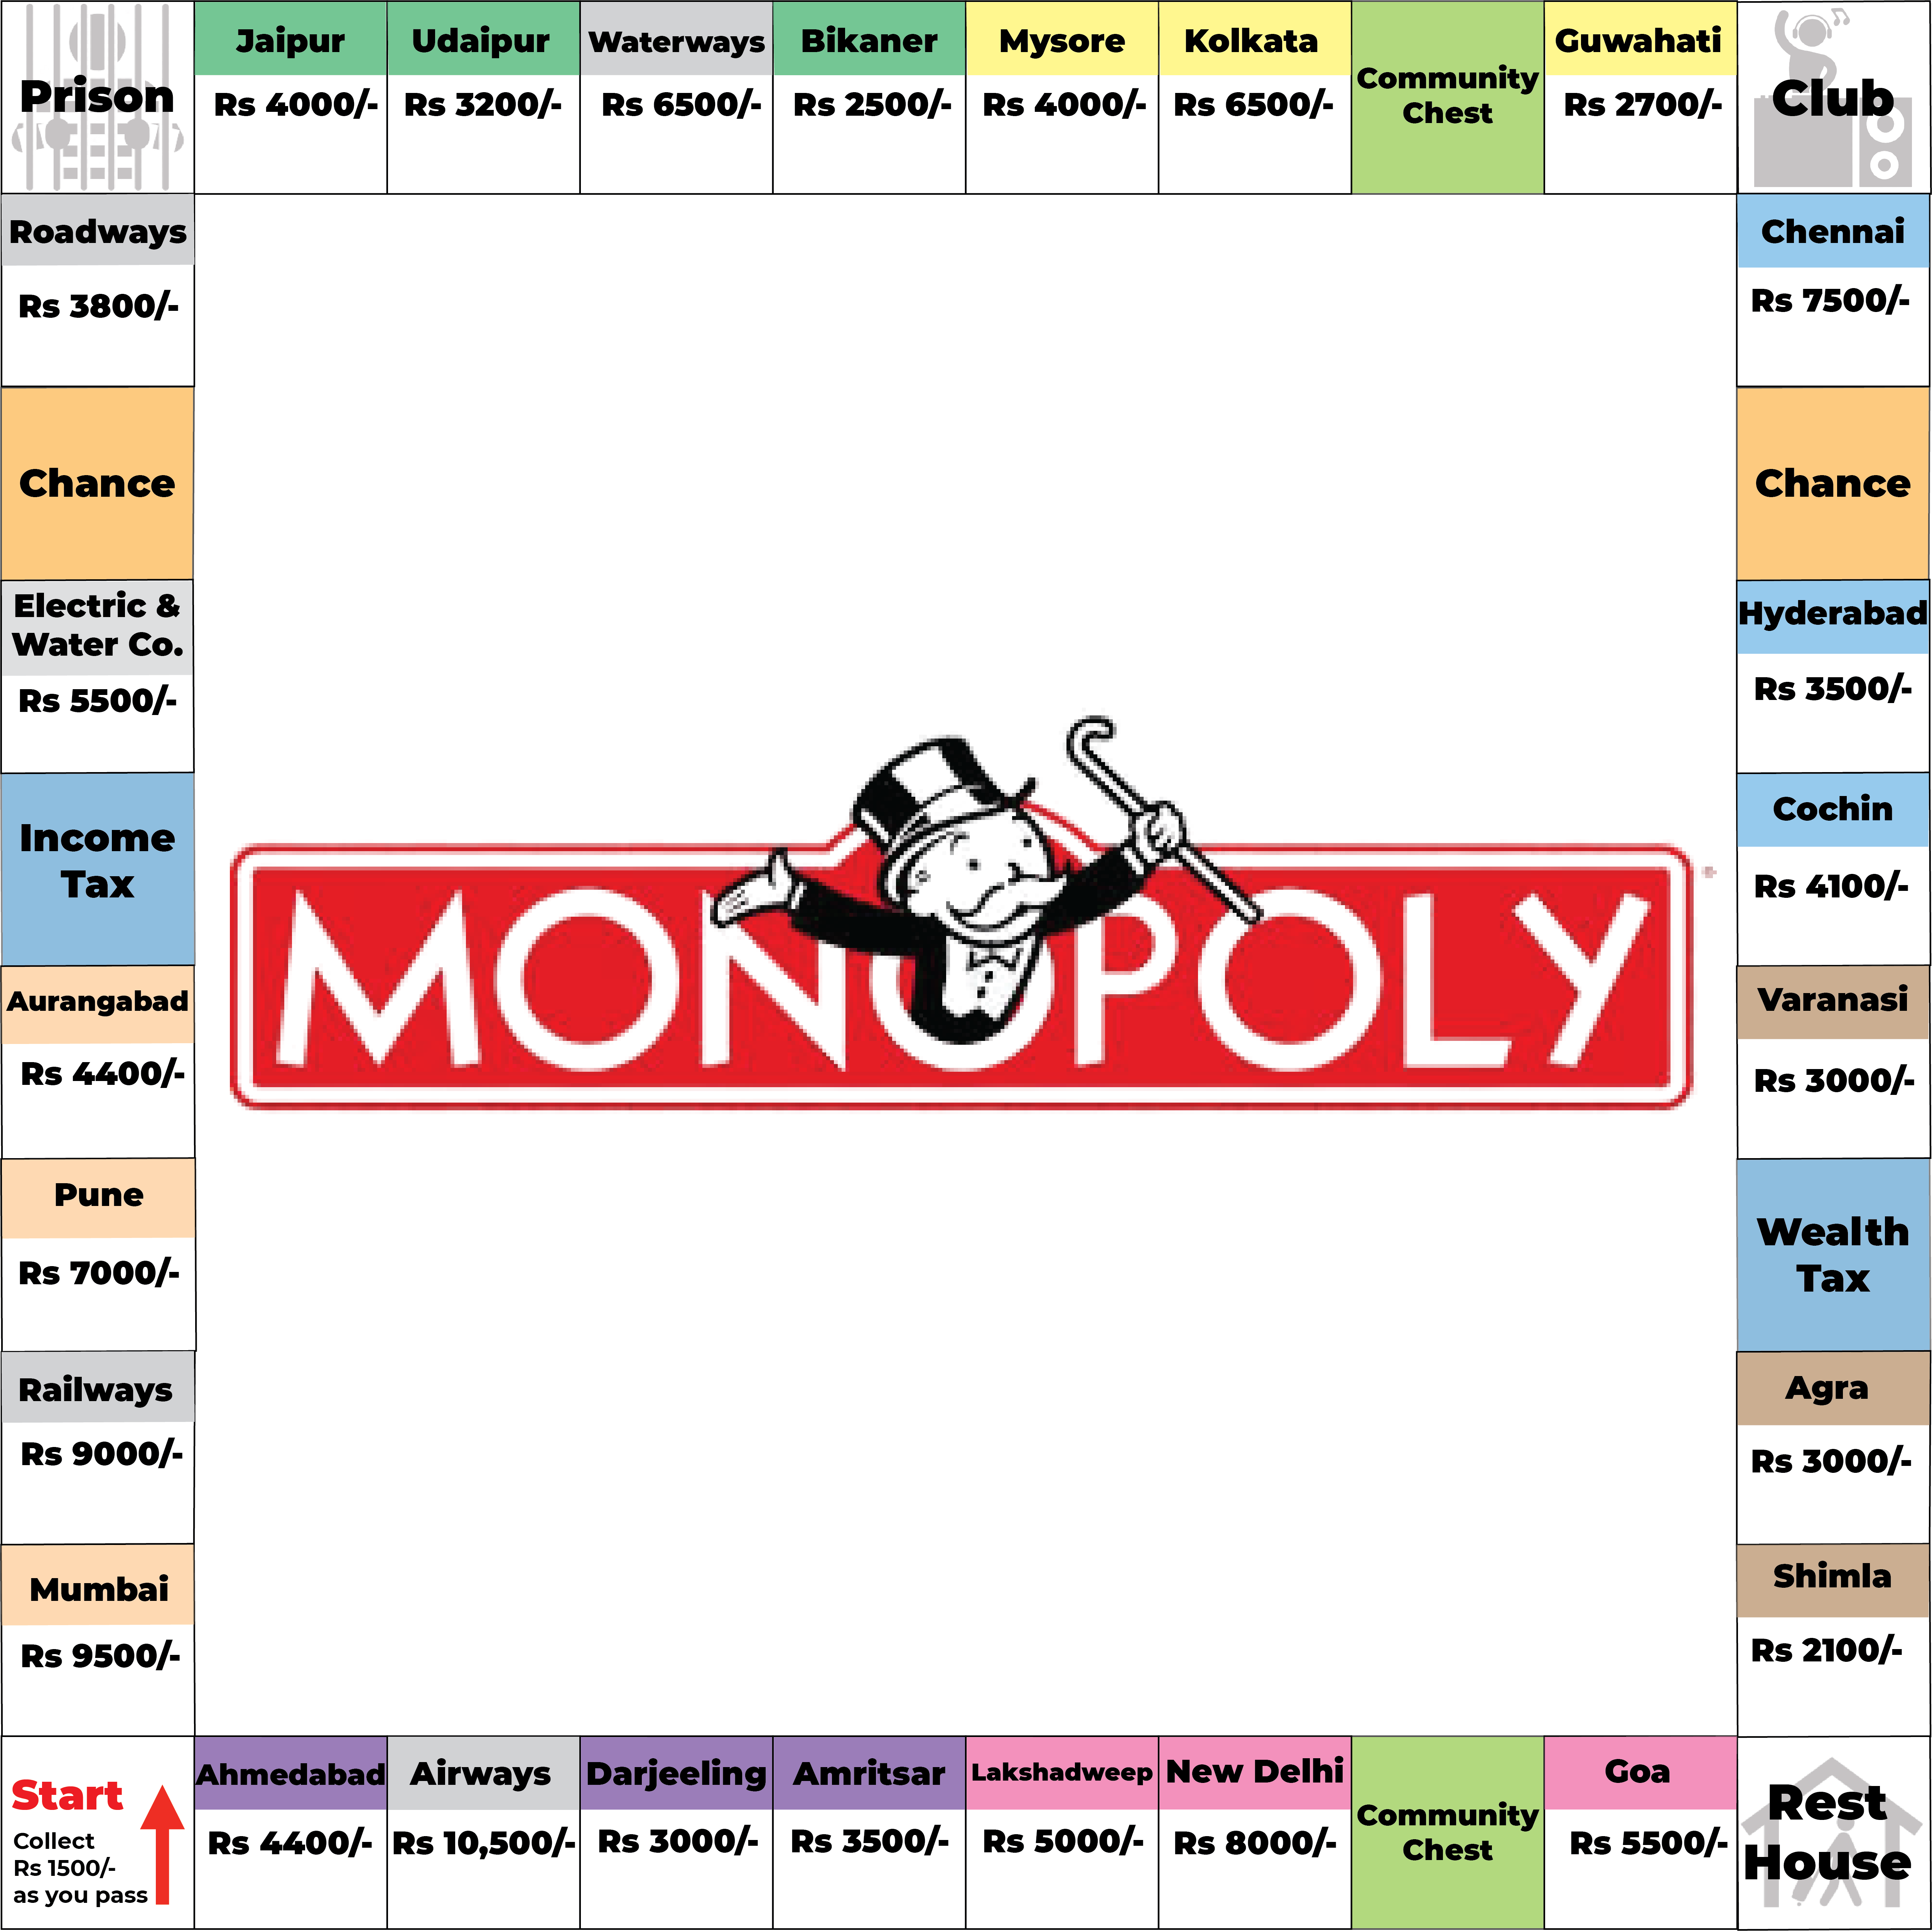 Prison
Jaipur
Rs 4000/-
Udaipur
Rs 3200/-
Waterways
Rs 6500/-
Bikaner
Rs 2500/-
Mysore
Rs 4000/-
Kolkata
Rs 6500/-
Community
Chest
Guwahati
Rs 2700/-
Club
Roadways
Rs 3800/-
Chance
Electric &
Water Co.
Rs 5500/-
Income
Tax
Aurangabad
Rs 4400/-
Pune
Rs 7000/-
Railways
Rs 9000/-
Mumbai
Rs 9500/-
MONOPOLY
Chennai
Rs 7500/-
Chance
Hyderabad
Rs 3500/-
Cochin
Rs 4100/-
Varanasi
Rs 3000/-
Wealth
Tax
Agra
Rs 3000/-
Shimla
Rs 2100/-
Start
Collect
Rs 1500/-
as you pass
Ahmedabad
Rs 4400/-
Airways
Rs 10,500/-
Darjeeling
Rs 3000/-
Amritsar
Rs 3500/-
Lakshadweep
Rs 5000/-
New Delhi
Rs 8000/-
Community
Chest
Goa
Rs 5500/-
Rest
House